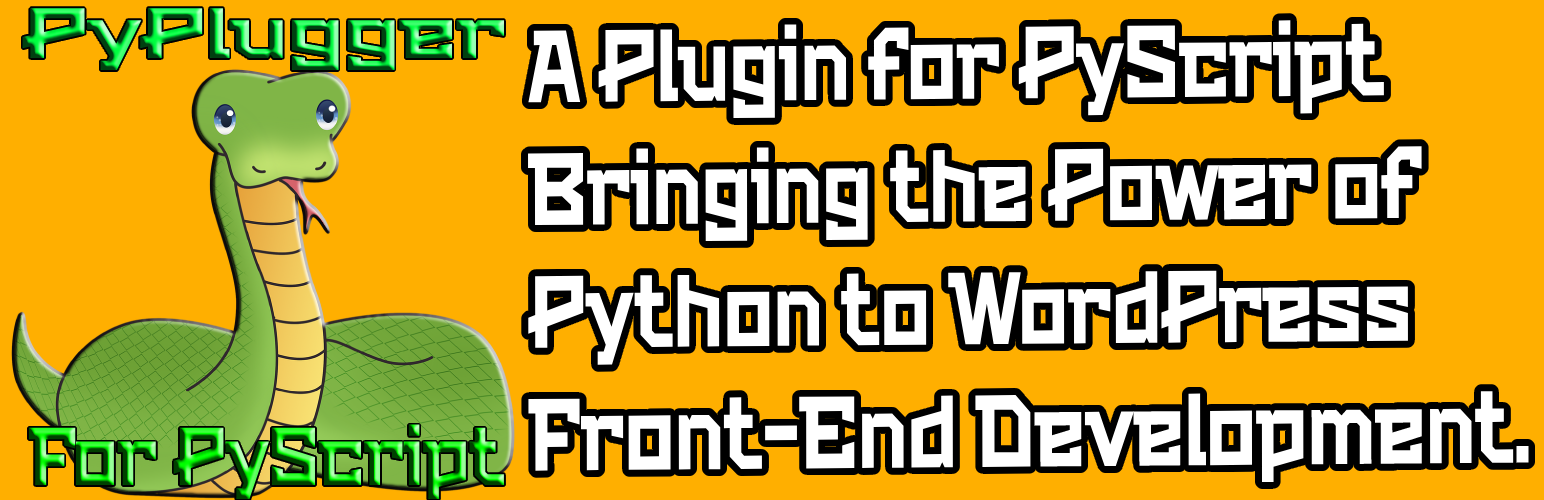 PyPlugger
For PyScript
A Plugin for PyScript
Bringing the Power of
Python to WordPress
Front-End Development.